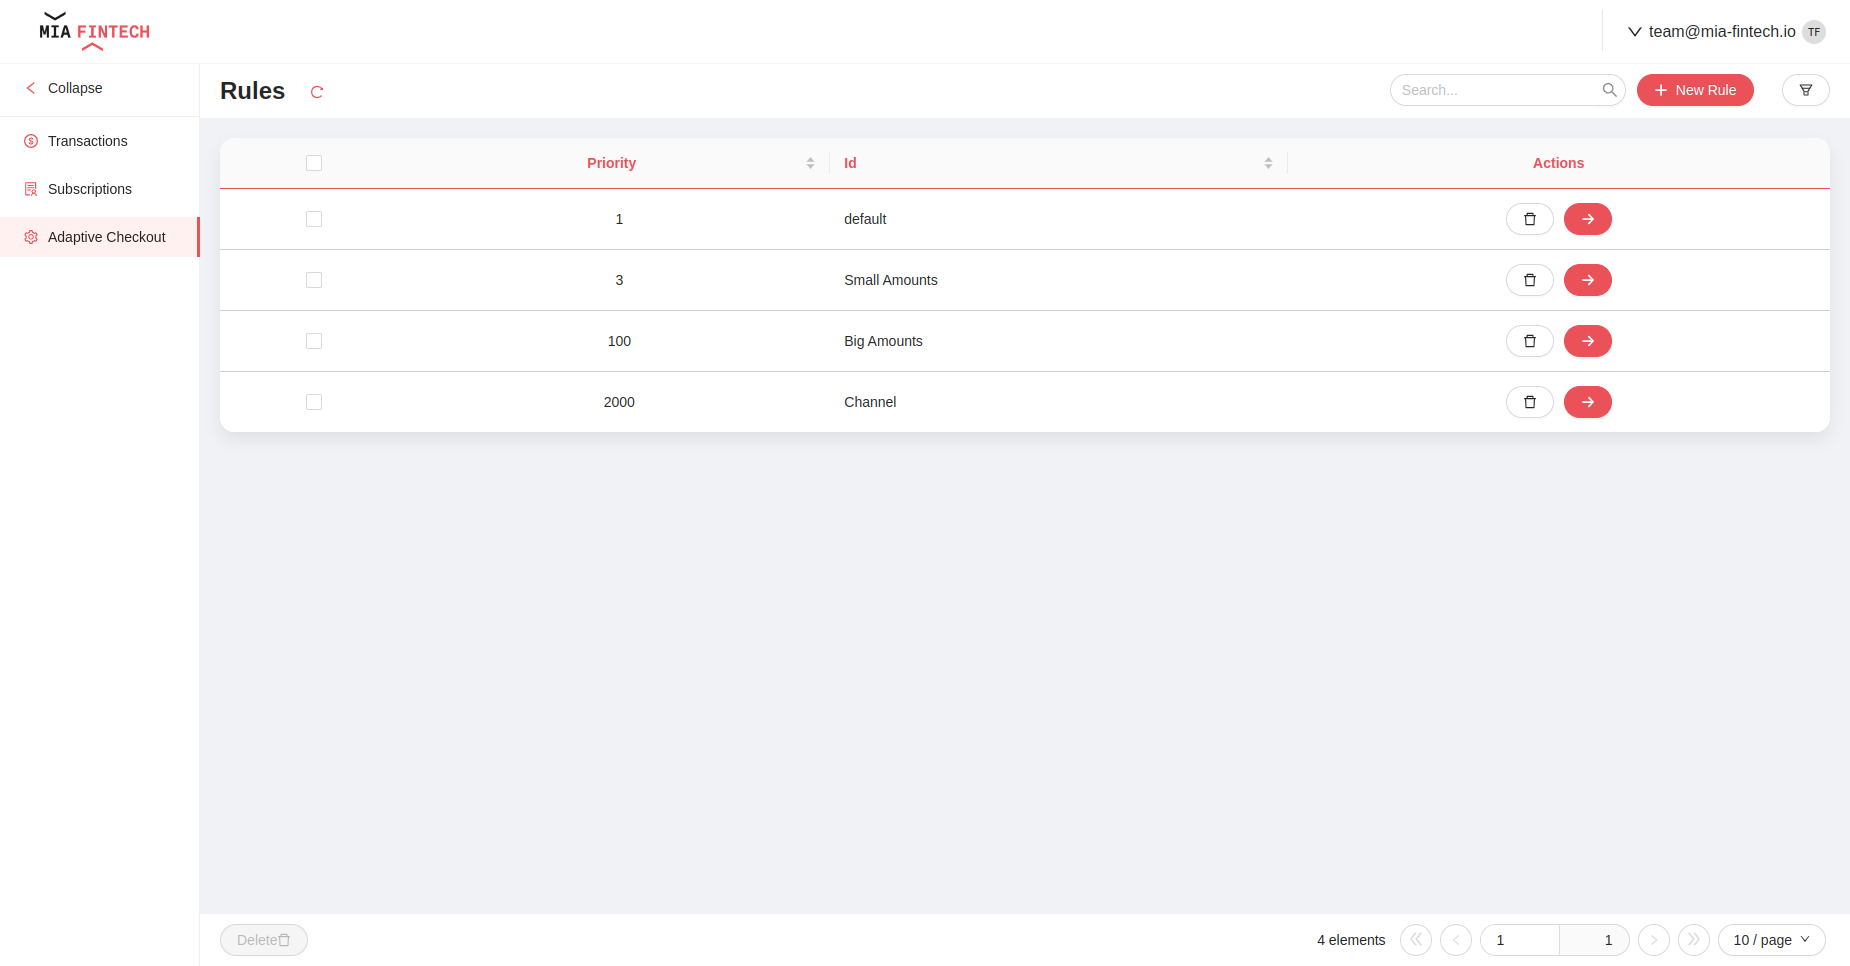 MIA FINTECH
team@mia-fintech.io TF
Collapse
Transactions
Subscriptions
Adaptive Checkout
Rules
Search...
New Rule
Priority Id Actions
1 default
3 Small Amounts
100 Big Amounts
2000 Channel
Delete
4 elements 1 1 10 / page